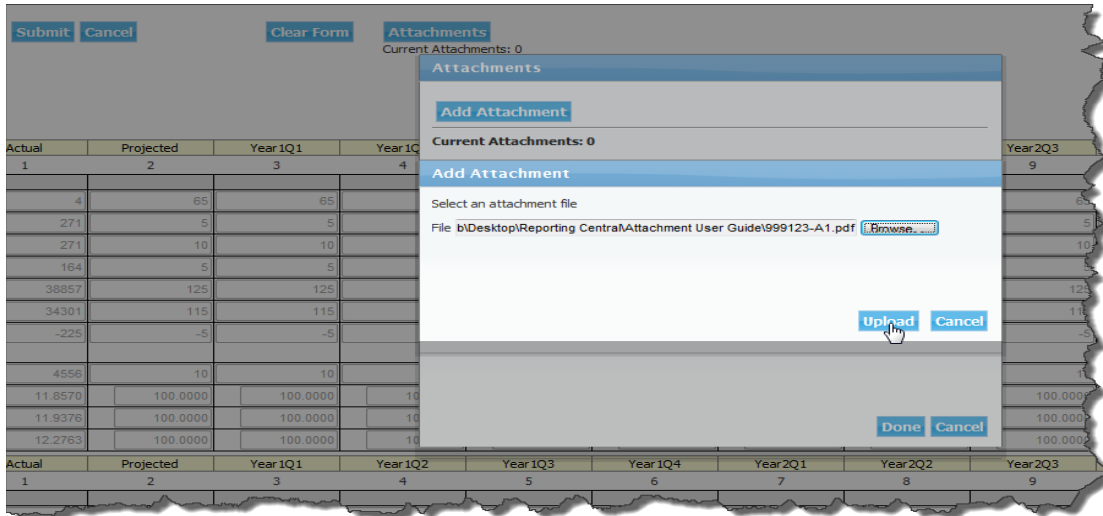 Submit Cancel Clear Form Attachments
Current Attachments: 0
Attachments
Add Attachment
Current Attachments: 0
Actual Projected Year1Q1 Year2Q3
1 2 3 4 9
Add Attachment
Select an attachment file
File b\Desktop\Reporting Central\Attachment User Guide\999123-A1.pdf Browse...
4 65 65
271 5 5 5
271 10 10 10
164 5 5
38857 125 125 125
34301 115 115
-225 -5 -5 -5
Upload Cancel
4556 10 10
11.8570 100.0000 100.0000
11.9376 100.0000 100.0000
12.2763 100.0000 100.0000
Done Cancel
Actual Projected Year1Q1 Year1Q2 Year1Q3 Year1Q4 Year2Q1 Year2Q2 Year2Q3
1 2 3 4 5 6 7 8 9